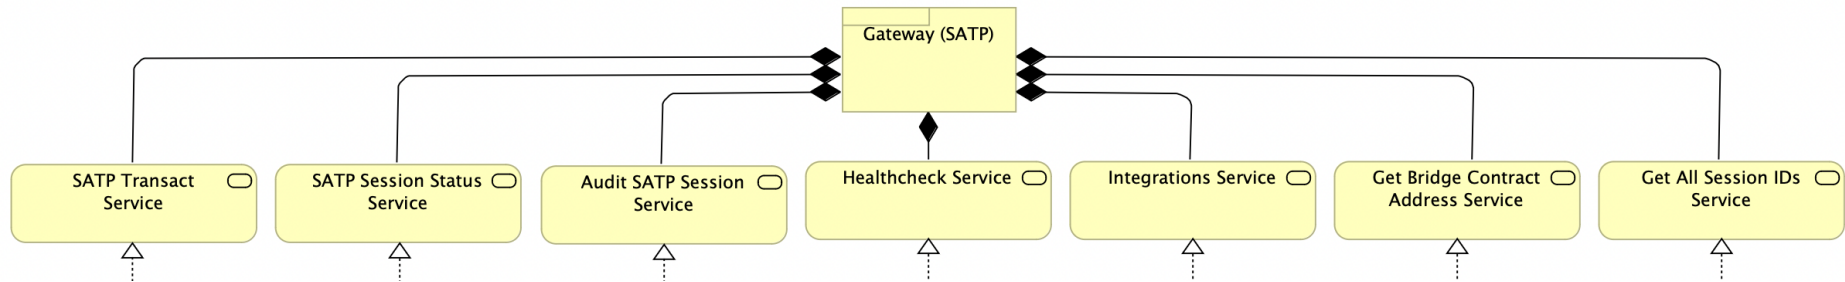 Gateway (SATP)
SATP Transact
Service
SATP Session Status
Service
Audit SATP Session
Service
Healthcheck Service
Integrations Service
Get Bridge Contract
Address Service
Get All Session IDs
Service